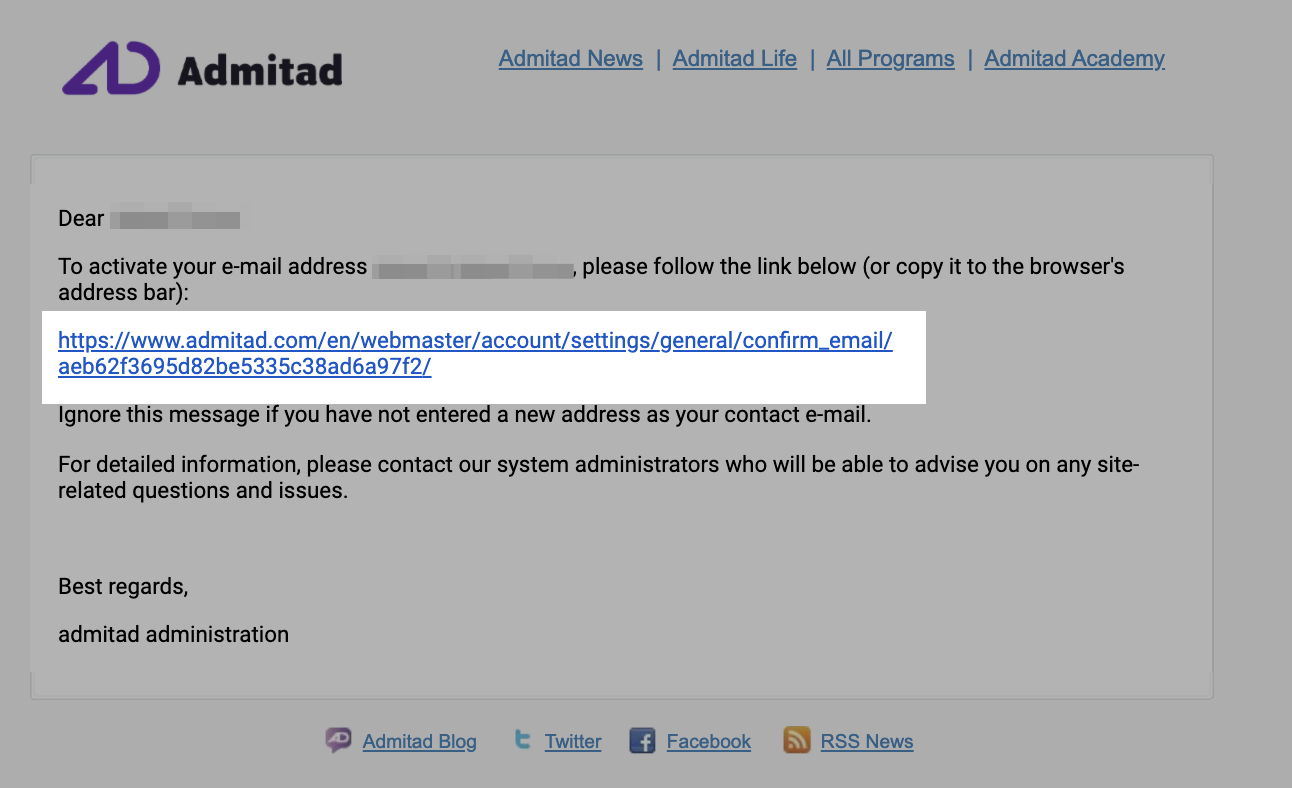 Admitad Admitad News | Admitad Life | All Programs | Admitad Academy
Dear
To activate your e-mail address , please follow the link below (or copy it to the browser's
address bar):
https://www.admitad.com/en/webmaster/account/settings/general/confirm_email/
aeb62f3695d82be5335c38ad6a97f2/
Ignore this message if you have not entered a new address as your contact e-mail.
For detailed information, please contact our system administrators who will be able to advise you on any site-
related questions and issues.
Best regards,
admitad administration
Admitad Blog Twitter Facebook RSS News